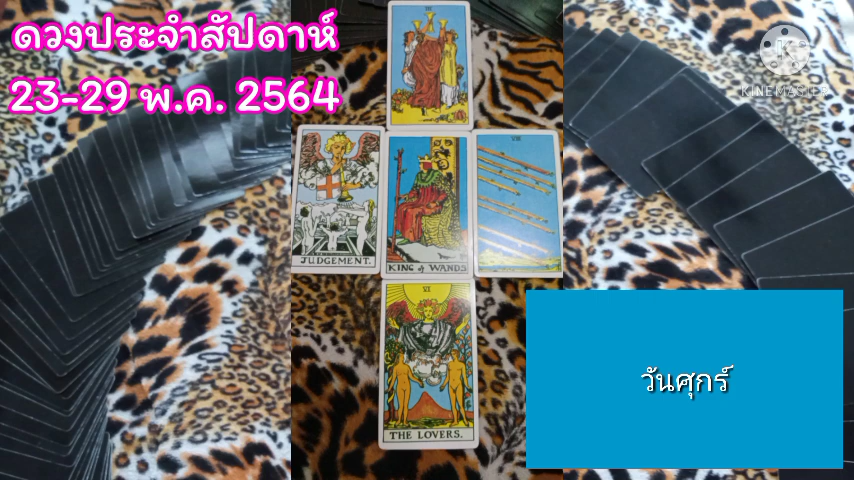 ดวงประจำสัปดาห์
23-29 พ.ค. 2564
KINEMASTER
III
JUDGEMENT.
KING of WANDS
VIII
VI
THE LOVERS.
วันศุกร์